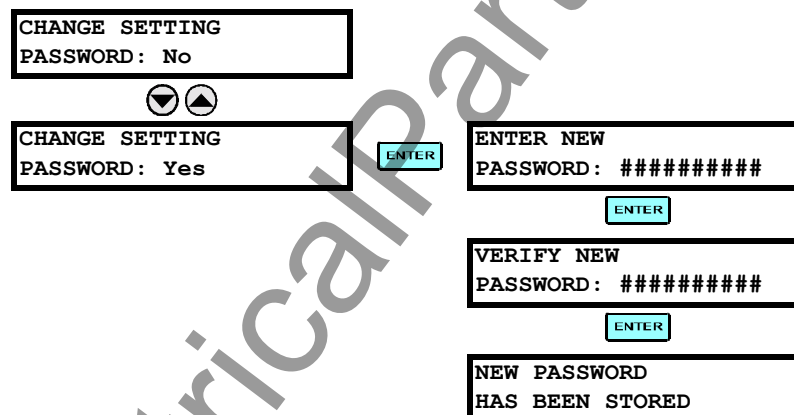 CHANGE SETTING
PASSWORD: No
CHANGE SETTING
PASSWORD: Yes
ENTER
ENTER NEW
PASSWORD: ##########
ENTER
VERIFY NEW
PASSWORD: ##########
ENTER
NEW PASSWORD
HAS BEEN STORED